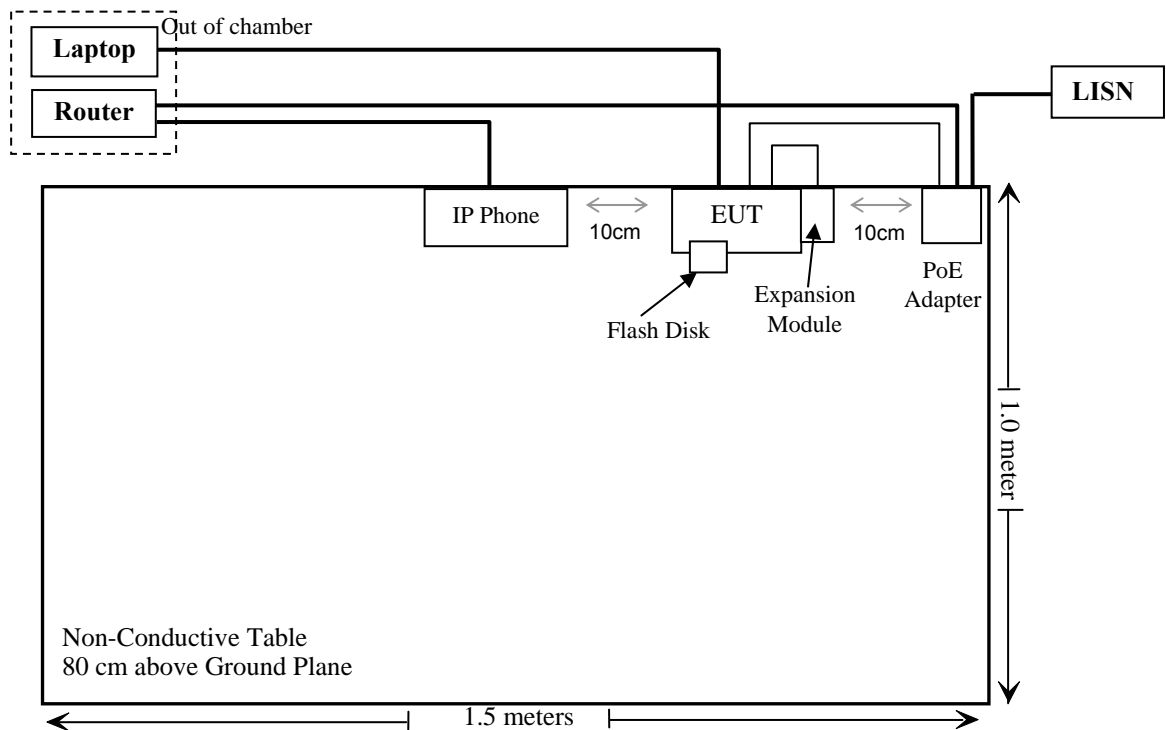 Out of chamber
Laptop
Router
LISN
IP Phone
10cm
EUT
10cm
PoE
Adapter
Expansion
Module
Flash Disk
1.0 meter
Non-Conductive Table
80 cm above Ground Plane
1.5 meters